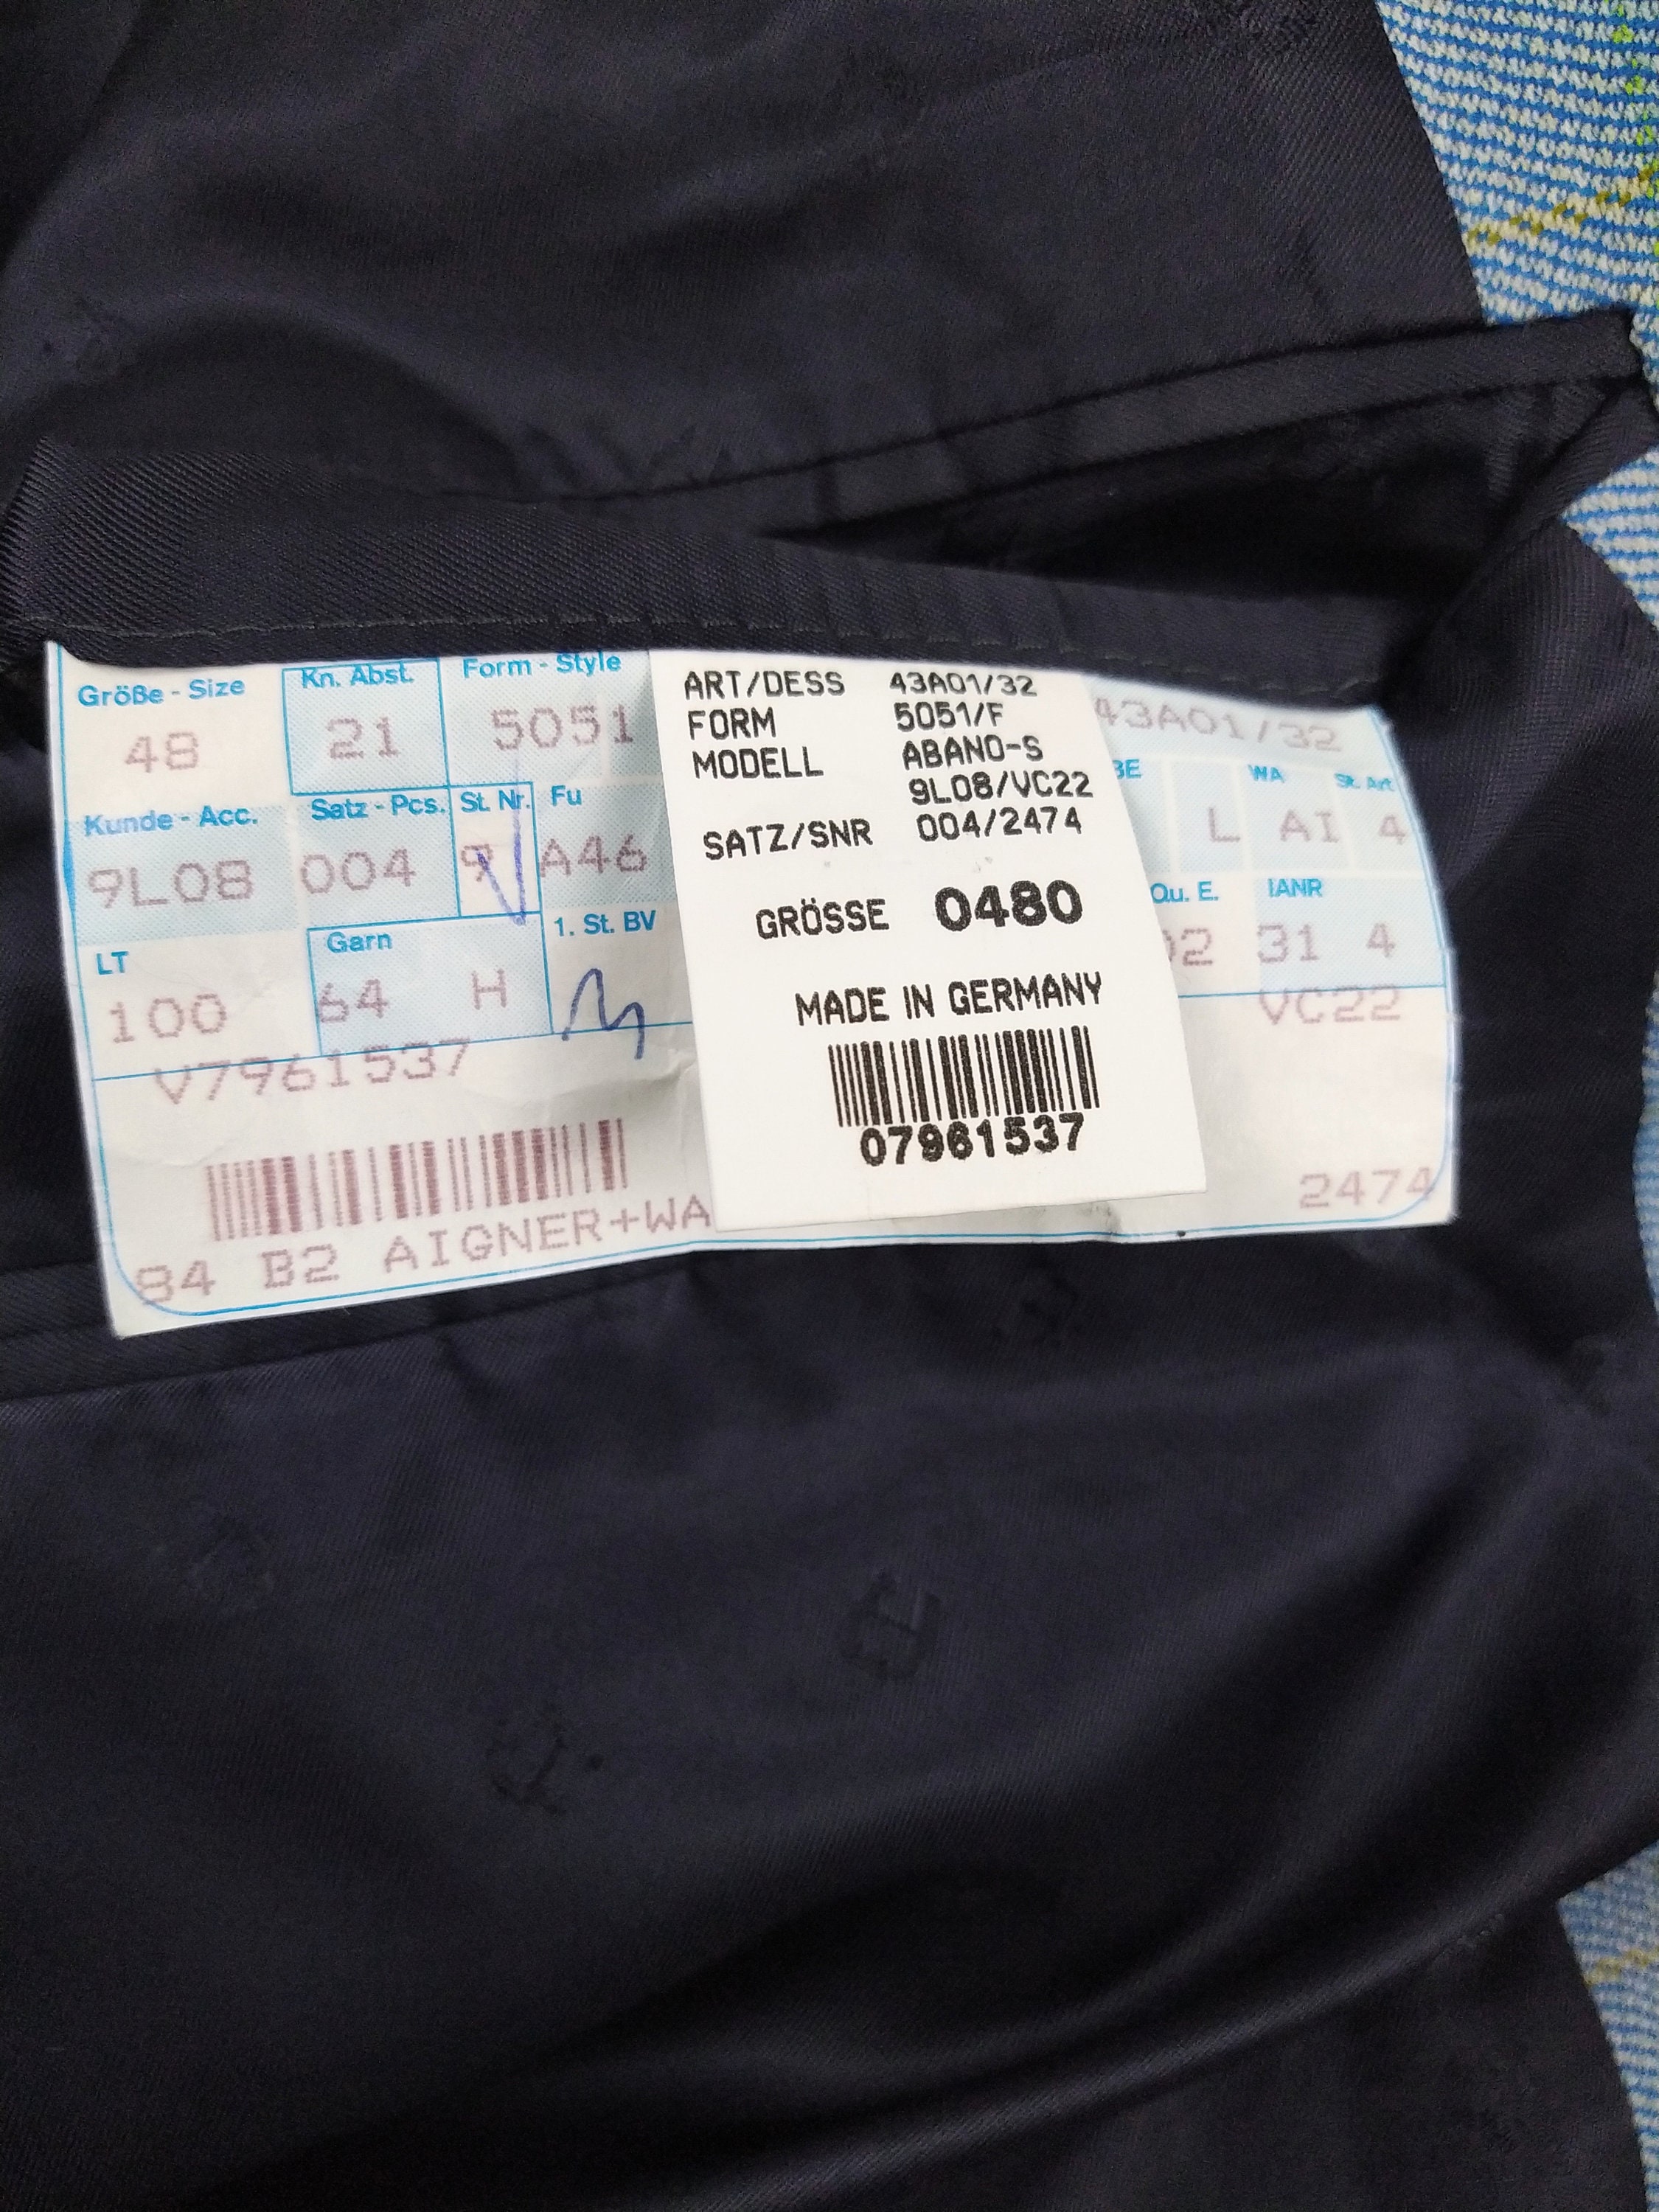 Größe - Size Kn. Abst. Form - Style
48 21 5051
Kunde - Acc. Satz - Pcs. St. Nr. Fu
9L08 004 9 A46
LT Garn 1. St. BV
100 64 H
V7961537
84 B2 AIGNER+WA
ART/DESS 43A01/32
FORM 5051/F
MODELL ABANO-S
9L08/VC22
SATZ/SNR 004/2474
GRÖSSE 0480
MADE IN GERMANY
07961537
43A01/32
WA St. Art
L AI 4
Qu. E. IANR
2 31 4
VC22
2474